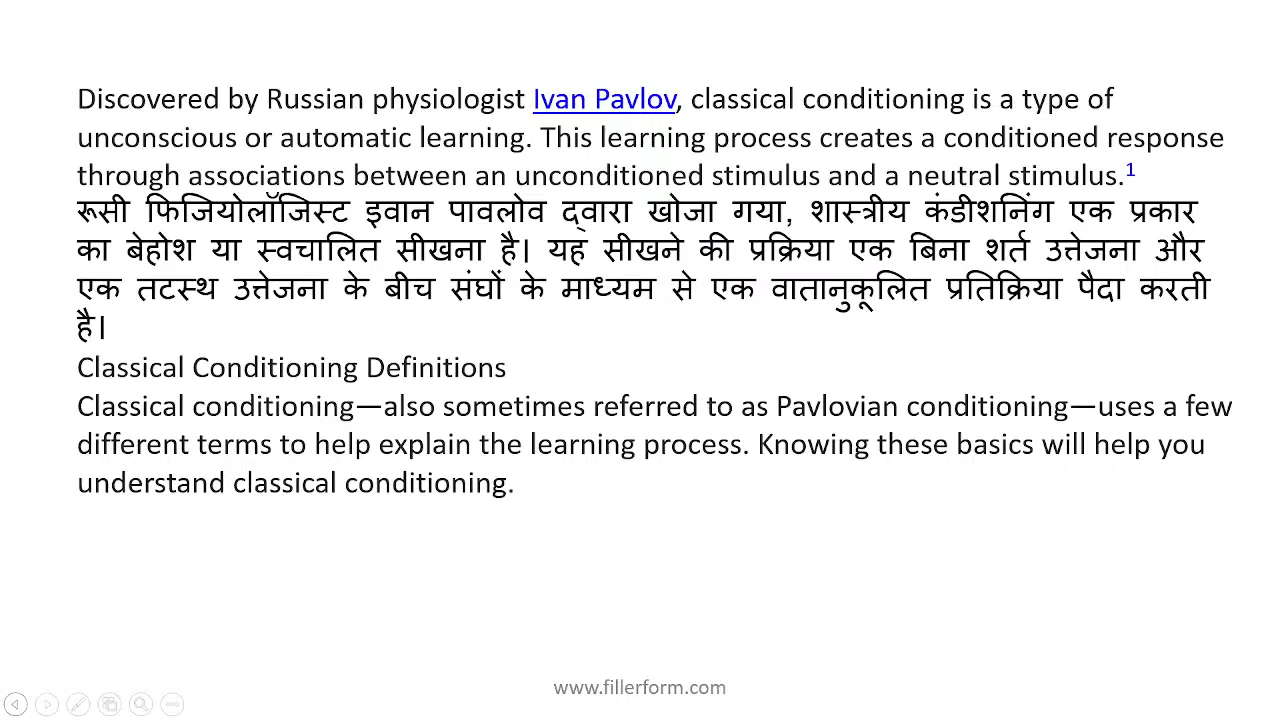 Discovered by Russian physiologist Ivan Pavlov, classical conditioning is a type of
unconscious or automatic learning. This learning process creates a conditioned response
through associations between an unconditioned stimulus and a neutral stimulus.1
रूसी फिजियोलॉजिस्ट इवान पावलोव द्वारा खोजा गया, शास्त्रीय कंडीशनिंग एक प्रकार
का बेहोश या स्वचालित सीखना है। यह सीखने की प्रक्रिया एक बिना शर्त उत्तेजना और
एक तटस्थ उत्तेजना के बीच संघों के माध्यम से एक वातानुकूलित प्रतिक्रिया पैदा करती
है।
Classical Conditioning Definitions
Classical conditioning—also sometimes referred to as Pavlovian conditioning—uses a few
different terms to help explain the learning process. Knowing these basics will help you
understand classical conditioning.
www.fillerform.com